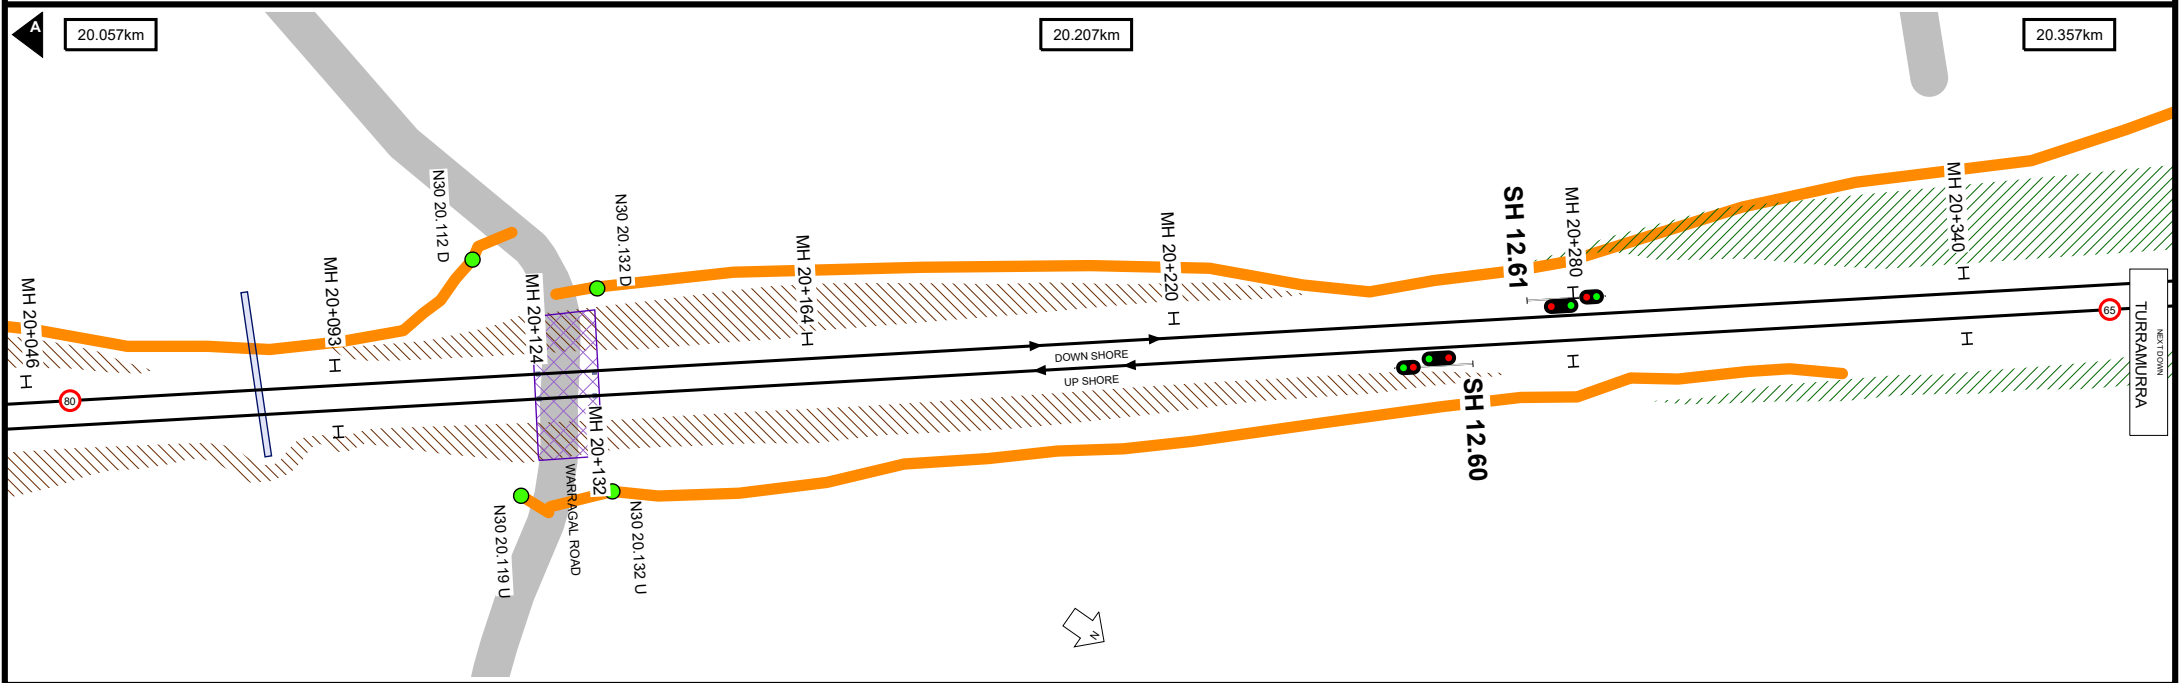 A
20.057km
20.207km
20.357km
MH 20+046
80
MH 20+093
N30 20.112 D
MH 20+124
N30 20.132 D
MH 20+164
MH 20+220
SH 12.61
MH 20+280
MH 20+340
DOWN SHORE
UP SHORE
65
NEXT DOWN
TURRAMURRA
SH 12.60
MH 20+132
WARRAGAL ROAD
N30 20.119 U
N30 20.132 U
N